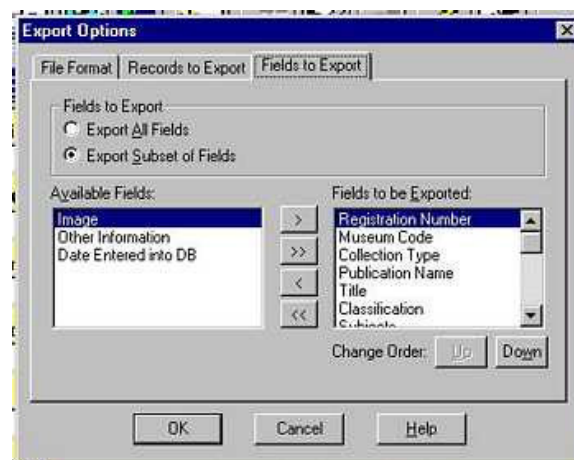 Export Options
File Format Records to Export Fields to Export
Fields to Export
Export All Fields
Export Subset of Fields
Available Fields: Fields to be Exported:
Image > Registration Number
Other Information Museum Code
Date Entered into DB >> Collection Type
Publication Name
< Title
Classification
<< Subjects
Change Order: Up Down
OK Cancel Help